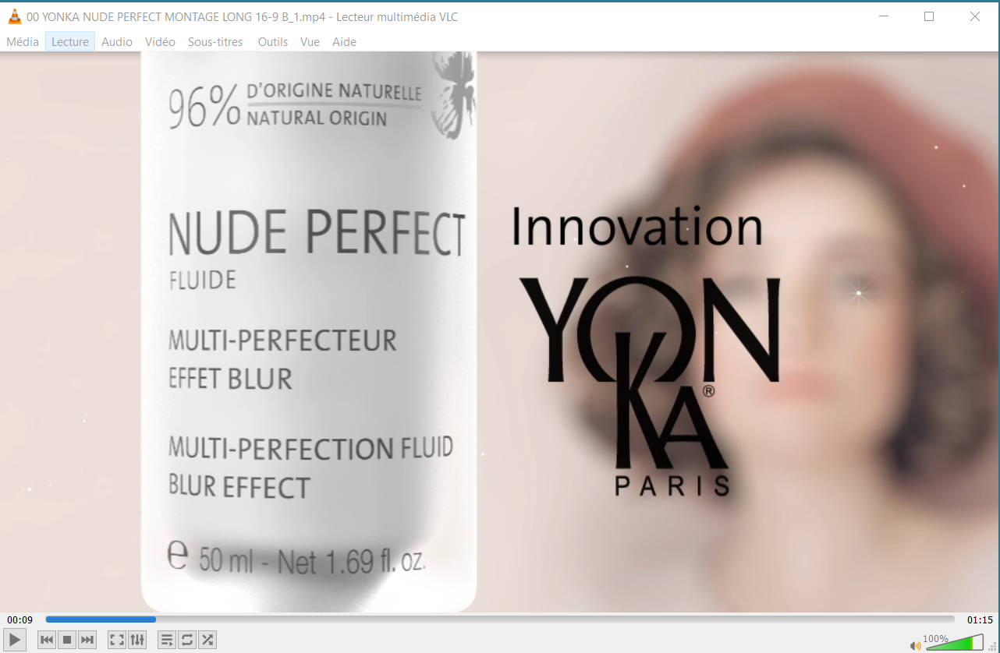 00 YONKA NUDE PERFECT MONTAGE LONG 16-9 B_1.mp4 - Lecteur multimédia VLC
Média Lecture Audio Vidéo Sous-titres Outils Vue Aide
96% D'ORIGINE NATURELLE
NATURAL ORIGIN
NUDE PERFECT
FLUIDE
MULTI-PERFECTEUR
EFFET BLUR
MULTI-PERFECTION FLUID
BLUR EFFECT
e 50 ml - Net 1.69 fl. oz.
Innovation
YON
KA®
PARIS
00:09 01:15
100%